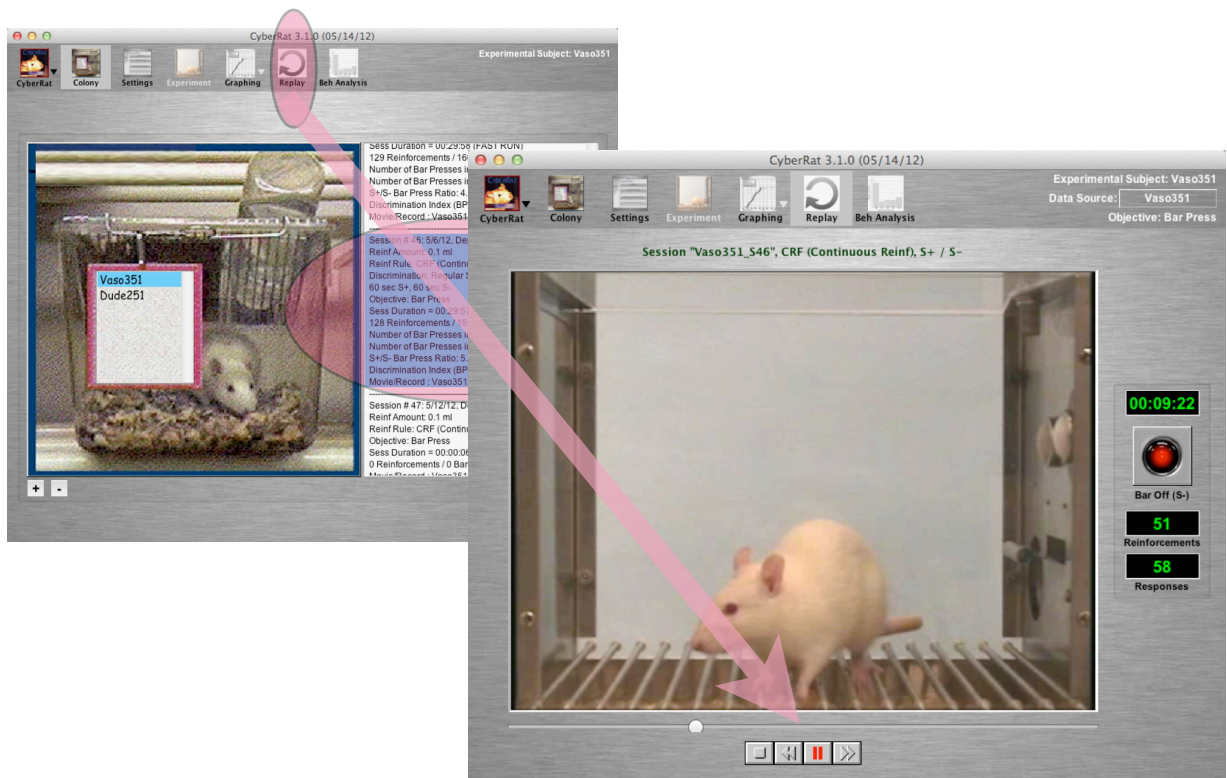 CyberRat 3.1.0 (05/14/12)
Experimental Subject: Vaso351
CyberRat
Colony
Settings
Experiment
Graphing
Replay
Beh Analysis
Vaso351
Dude251
Sess Duration = 00:29:58 (FAST RUN)
129 Reinforcements / 16
Number of Bar Presses i
Number of Bar Presses i
S+/S- Bar Press Ratio: 4.
Discrimination Index (BP
Movie/Record : Vaso351
Session # 46: 5/6/12, De
Reinf Amount: 0.1 ml
Reinf Rule: CRF (Contin
Discrimination: Regular S
60 sec S+, 60 sec S-
Objective: Bar Press
Sess Duration = 00:29:5
128 Reinforcements / 15
Number of Bar Presses i
Number of Bar Presses i
S+/S- Bar Press Ratio: 5.
Discrimination Index (BP
Movie/Record : Vaso351
Session # 47: 5/12/12, D
Reinf Amount: 0.1 ml
Reinf Rule: CRF (Contin
Objective: Bar Press
Sess Duration = 00:00:06
0 Reinforcements / 0 Bar
Movie/Record : Vaso351
+ -
CyberRat 3.1.0 (05/14/12)
CyberRat
Colony
Settings
Experiment
Graphing
Replay
Beh Analysis
Experimental Subject: Vaso351
Data Source: Vaso351
Objective: Bar Press
Session "Vaso351_S46", CRF (Continuous Reinf), S+ / S-
00:09:22
Bar Off (S-)
51
Reinforcements
58
Responses